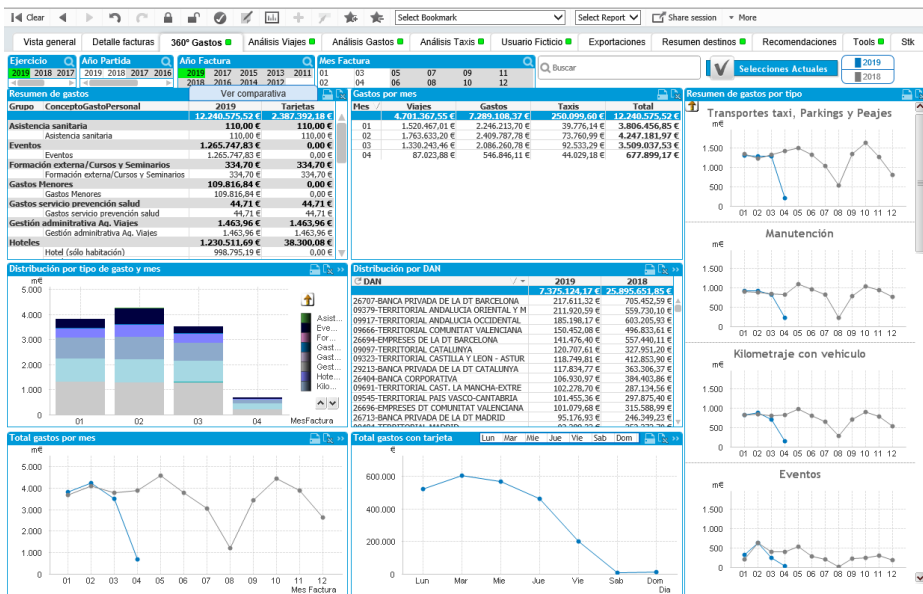 Clear
Select Bookmark
Select Report
Share session
More
Vista general
Detalle facturas
360º Gastos
Análisis Viajes
Análisis Gastos
Análisis Taxis
Usuario Ficticio
Exportaciones
Resumen destinos
Recomendaciones
Tools
Stk
Ejercicio
2019 2018 2017
Año Partida
2019 2018 2017 2016
Año Factura
2019 2017 2015 2013 2011
2018 2016 2014 2012
Mes Factura
01 03 05 07 09 11
02 04 06 08 10 12
Buscar
Selecciones Actuales
2019
2018
Ver comparativa
Resumen de gastos
Grupo ConceptoGastoPersonal 2019 Tarjetas
12.240.575,52 € 2.387.392,18 €
Asistencia sanitaria 110,00 € 110,00 €
Asistencia sanitaria 110,00 € 110,00 €
Eventos 1.265.747,83 € 0,00 €
Eventos 1.265.747,83 € 0,00 €
Formación externa/Cursos y Seminarios 334,70 € 334,70 €
Formación externa/Cursos y Seminarios 334,70 € 334,70 €
Gastos Menores 109.816,84 € 0,00 €
Gastos Menores 109.816,84 € 0,00 €
Gastos servicio prevención salud 44,71 € 44,71 €
Gastos servicio prevención salud 44,71 € 44,71 €
Gestión adminitrativa Ag. Viajes 1.463,96 € 1.463,96 €
Gestión adminitrativa Ag. Viajes 1.463,96 € 1.463,96 €
Hoteles 1.230.511,69 € 38.300,08 €
Hotel (sólo habitación) 998.795,19 € 0,00 €
Gastos por mes
Mes Viajes Gastos Taxis Total
4.701.367,55 € 7.289.108,37 € 250.099,60 € 12.240.575,52 €
01 1.520.467,01 € 2.246.213,70 € 39.776,14 € 3.806.456,85 €
02 1.763.633,20 € 2.409.787,78 € 73.760,99 € 4.247.181,97 €
03 1.330.243,46 € 2.086.260,78 € 92.533,29 € 3.509.037,53 €
04 87.023,88 € 546.846,11 € 44.029,18 € 677.899,17 €
Resumen de gastos por tipo
Transportes taxi, Parkings y Peajes
m€
1.500
1.000
500
0
01 02 03 04 05 06 07 08 09 10 11 12
Manutención
m€
1.500
1.000
500
0
01 02 03 04 05 06 07 08 09 10 11 12
Kilometraje con vehiculo
m€
1.500
1.000
500
0
01 02 03 04 05 06 07 08 09 10 11 12
Eventos
m€
1.500
1.000
500
0
01 02 03 04 05 06 07 08 09 10 11 12
Distribución por tipo de gasto y mes
m€
5.000
4.000
3.000
2.000
1.000
0
01 02 03 04 MesFactura
Asist...
Eve...
For...
Gast...
Gast...
Gest...
Hote...
Kilo...
Distribución por DAN
DAN 2019 2018
7.375.124,17 € 25.895.651,85 €
26707-BANCA PRIVADA DE LA DT BARCELONA 217.611,32 € 705.452,59 €
09379-TERRITORIAL ANDALUCIA ORIENTAL Y M 211.920,59 € 559.730,10 €
09917-TERRITORIAL ANDALUCIA OCCIDENTAL 185.198,17 € 603.205,93 €
09666-TERRITORIAL COMUNITAT VALENCIANA 150.452,08 € 496.833,61 €
26694-EMPRESES DE LA DT BARCELONA 141.476,40 € 557.440,11 €
09097-TERRITORIAL CATALUNYA 120.707,61 € 327.951,20 €
09323-TERRITORIAL CASTILLA Y LEON - ASTUR 118.749,81 € 412.853,90 €
29213-BANCA PRIVADA DE LA DT CATALUNYA 117.834,77 € 363.306,37 €
26404-BANCA CORPORATIVA 106.930,97 € 384.403,86 €
09691-TERRITORIAL CAST. LA MANCHA-EXTRE 102.278,70 € 287.134,56 €
09545-TERRITORIAL PAIS VASCO-CANTABRIA 101.455,36 € 297.875,40 €
26696-EMPRESES DT COMUNITAT VALENCIANA 101.079,68 € 315.588,99 €
26713-BANCA PRIVADA DE LA DT MADRID 95.176,93 € 246.349,23 €
Total gastos por mes
m€
5.000
4.000
3.000
2.000
1.000
0
01 02 03 04 05 06 07 08 09 10 11 12
Mes Factura
Total gastos con tarjeta
Lun Mar Mie Jue Vie Sab Dom
€
600.000
400.000
200.000
0
Lun Mar Mie Jue Vie Sab Dom
Dia